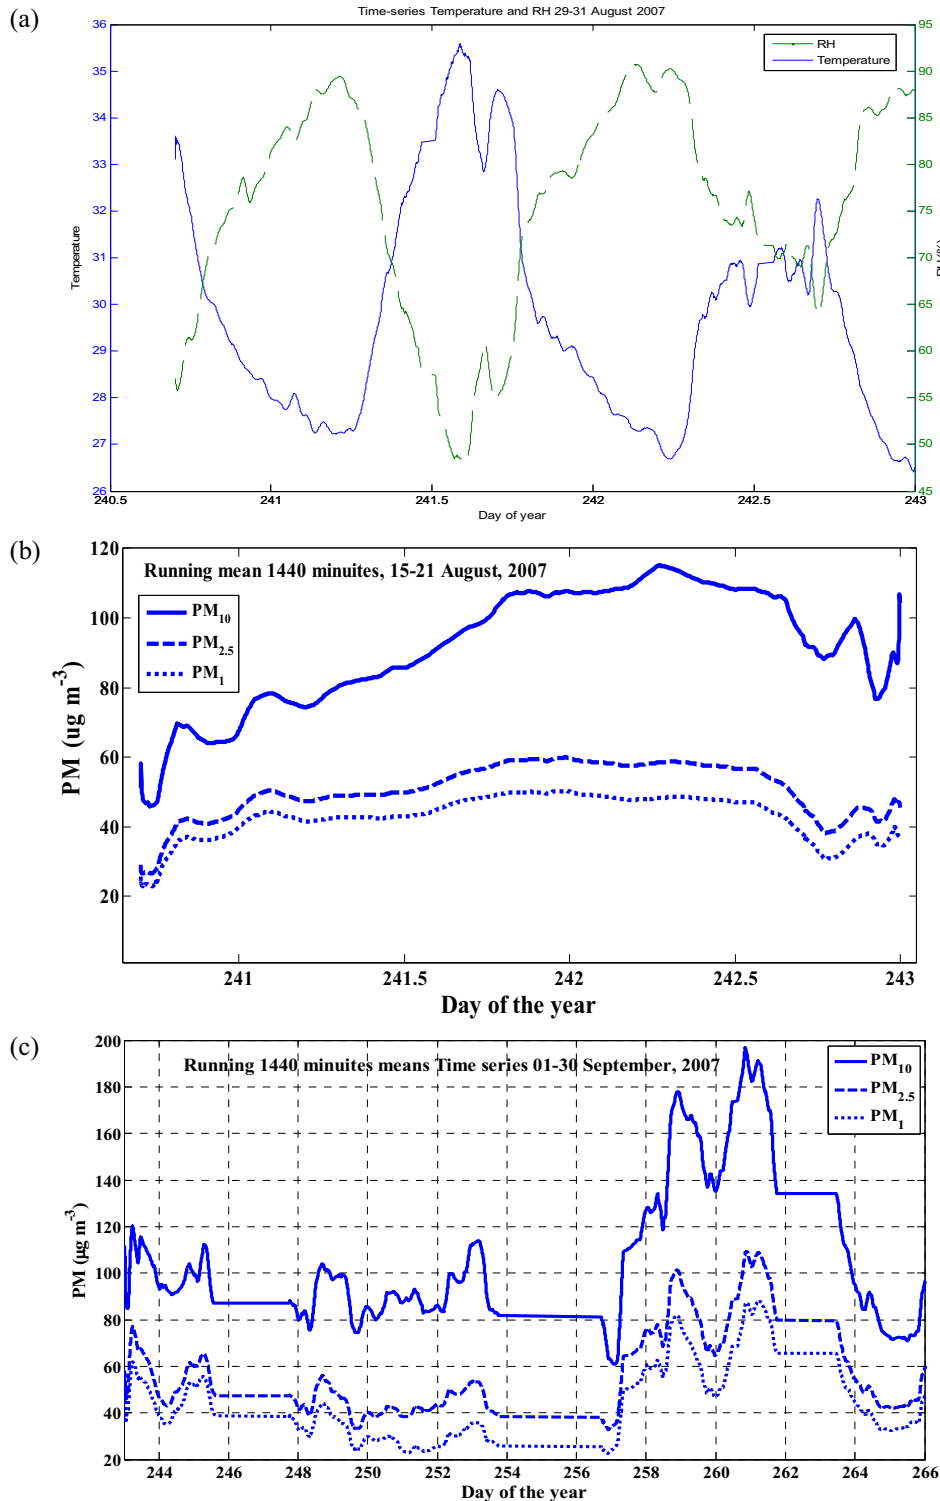 (a)
Time-series Temperature and RH 29-31 August 2007
36
35
34
33
32
31
30
29
28
27
26
Temperature
95
90
85
80
75
70
65
60
55
50
45
RH
Temperature
240.5 241 241.5 242 242.5 243
Day of year
(b)
Running mean 1440 minuites, 15-21 August, 2007
PM10
PM2.5
PM1
120
100
80
60
40
20
PM (ug m-3)
241 241.5 242 242.5 243
Day of the year
(c)
Running 1440 minuites means Time series 01-30 September, 2007
PM10
PM2.5
PM1
200
180
160
140
120
100
80
60
40
20
PM (µg m-3)
244 246 248 250 252 254 256 258 260 262 264 266
Day of the year